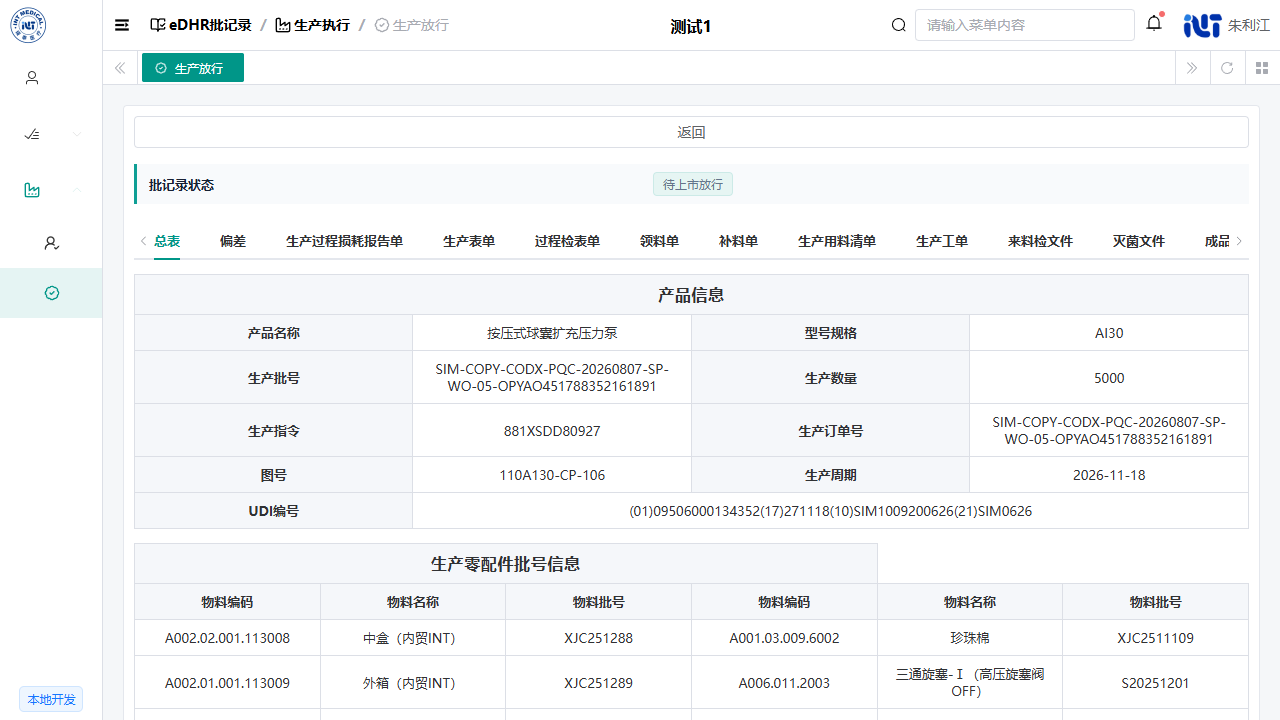 eDHR批记录 / 生产执行 / 生产放行
测试1
请输入菜单内容
iNT
朱利江
生产放行
返回
批记录状态
待上市放行
总表 偏差 生产过程损耗报告单 生产表单 过程检表单 领料单 补料单 生产用料清单 生产工单 来料检文件 灭菌文件 成品
产品信息
产品名称 按压式球囊扩充压力泵 型号规格 AI30
生产批号 SIM-COPY-CODX-PQC-20260807-SP-
WO-05-OPYAO451788352161891 生产数量 5000
生产指令 881XSDD80927 生产订单号 SIM-COPY-CODX-PQC-20260807-SP-
WO-05-OPYAO451788352161891
图号 110A130-CP-106 生产周期 2026-11-18
UDI编号 (01)09506000134352(17)271118(10)SIM1009200626(21)SIM0626
生产零配件批号信息
物料编码 物料名称 物料批号 物料编码 物料名称 物料批号
A002.02.001.113008 中盒（内贸INT） XJC251288 A001.03.009.6002 珍珠棉 XJC2511109
A002.01.001.113009 外箱（内贸INT） XJC251289 A006.011.2003 三通旋塞-Ⅰ（高压旋塞阀
OFF） S20251201
本地开发